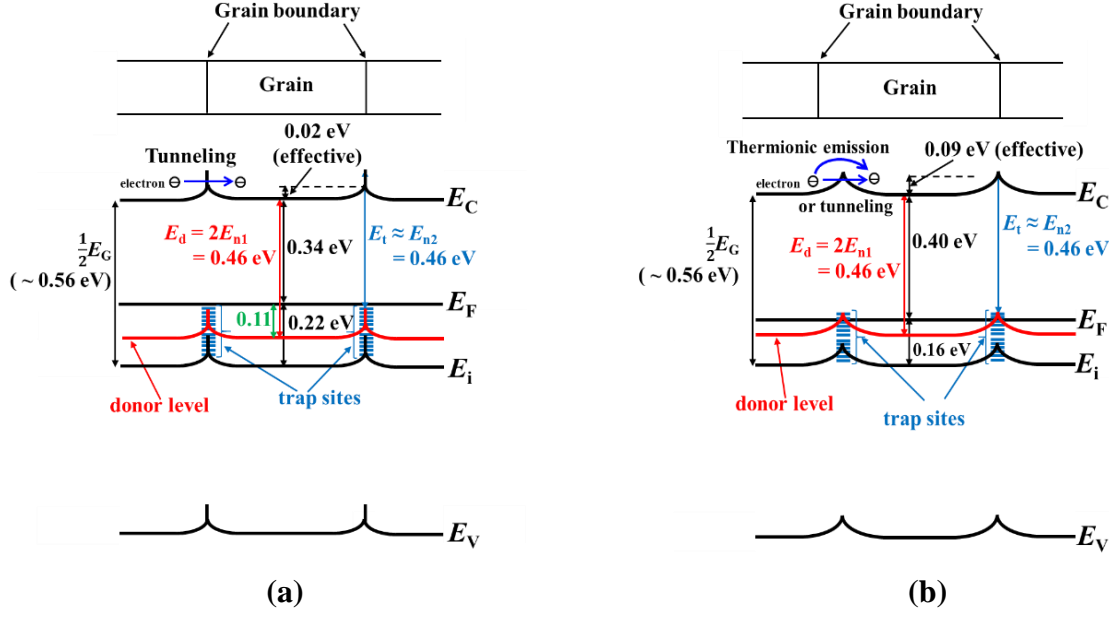 Grain boundary
Grain
0.02 eV
(effective)
Tunneling
electron ⊖ ⊖
E_C
½E_G
( ~ 0.56 eV)
E_d = 2E_n1
= 0.46 eV
0.34 eV
E_t ≈ E_n2
= 0.46 eV
E_F
0.11
0.22 eV
E_i
donor level
trap sites
E_V
(a)
Grain boundary
Grain
Thermionic emission
0.09 eV (effective)
electron ⊖ ⊖
E_C
or tunneling
½E_G
( ~ 0.56 eV)
E_d = 2E_n1
= 0.46 eV
0.40 eV
E_t ≈ E_n2
= 0.46 eV
E_F
0.16 eV
E_i
donor level
trap sites
E_V
(b)